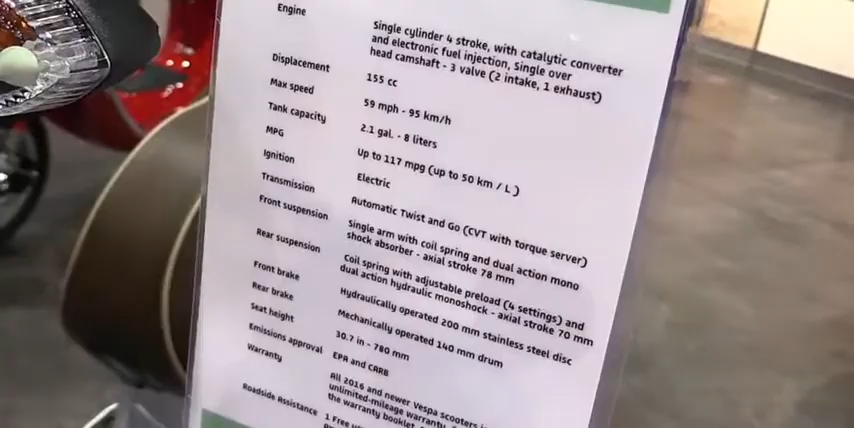 Engine
Single cylinder 4 stroke, with catalytic converter
and electronic fuel injection, Single over
head camshaft - 3 valve (2 intake, 1 exhaust)
Displacement
155 cc
Max speed
59 mph - 95 km/h
Tank capacity
2.1 gal. - 8 liters
MPG
Up to 117 mpg (up to 50 km / L )
Ignition
Electric
Transmission
Automatic Twist and Go (CVT with torque server)
Front suspension
Single arm with coil spring and dual action mono
shock absorber - axial stroke 78 mm
Rear suspension
Coil spring with adjustable preload (4 settings) and
dual action hydraulic monoshock - axial stroke 70 mm
Front brake
Hydraulically operated 200 mm stainless steel disc
Rear brake
Mechanically operated 140 mm drum
Seat height
30.7 in - 780 mm
Emissions approval
EPA and CARB
Warranty
All 2016 and newer Vespa scooters
unlimited-mileage warranty.
the warranty booklet.
Roadside Assistance
1 Free